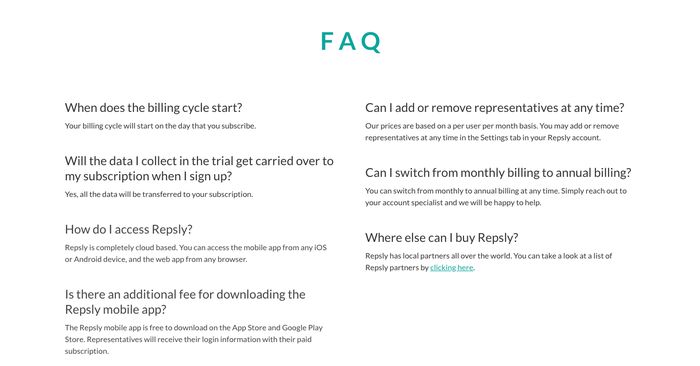 FAQ
When does the billing cycle start?
Your billing cycle will start on the day that you subscribe.
Will the data I collect in the trial get carried over to
my subscription when I sign up?
Yes, all the data will be transferred to your subscription.
How do I access Repsly?
Repsly is completely cloud based. You can access the mobile app from any iOS
or Android device, and the web app from any browser.
Is there an additional fee for downloading the
Repsly mobile app?
The Repsly mobile app is free to download on the App Store and Google Play
Store. Representatives will receive their login information with their paid
subscription.
Can I add or remove representatives at any time?
Our prices are based on a per user per month basis. You may add or remove
representatives at any time in the Settings tab in your Repsly account.
Can I switch from monthly billing to annual billing?
You can switch from monthly to annual billing at any time. Simply reach out to
your account specialist and we will be happy to help.
Where else can I buy Repsly?
Repsly has local partners all over the world. You can take a look at a list of
Repsly partners by clicking here.